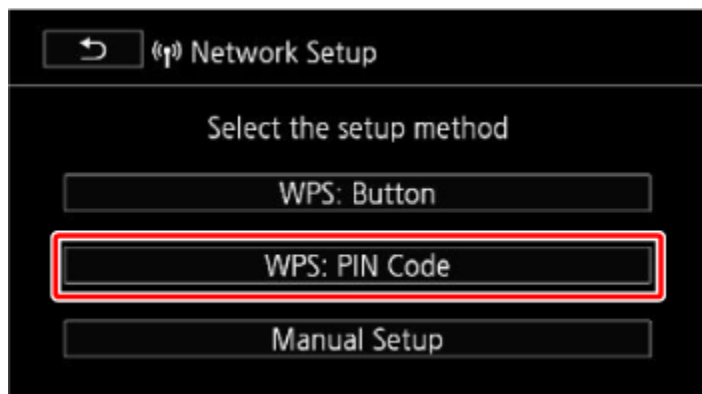 Network Setup
Select the setup method
WPS: Button
WPS: PIN Code
Manual Setup